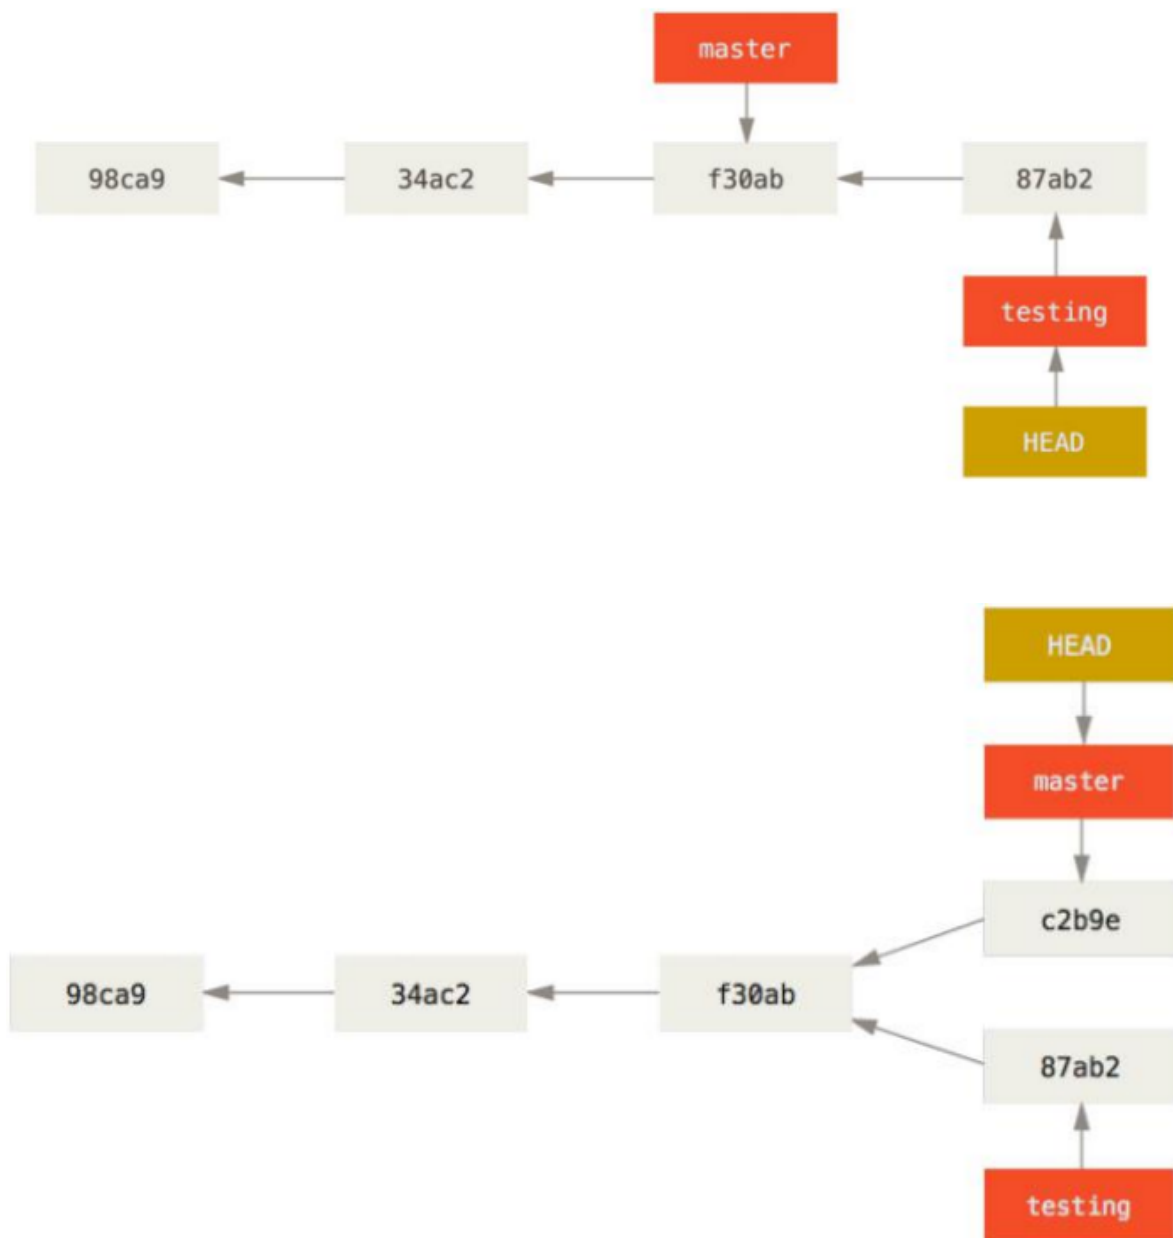 master
98ca9 34ac2 f30ab 87ab2
testing
HEAD
HEAD
master
c2b9e
98ca9 34ac2 f30ab
87ab2
testing